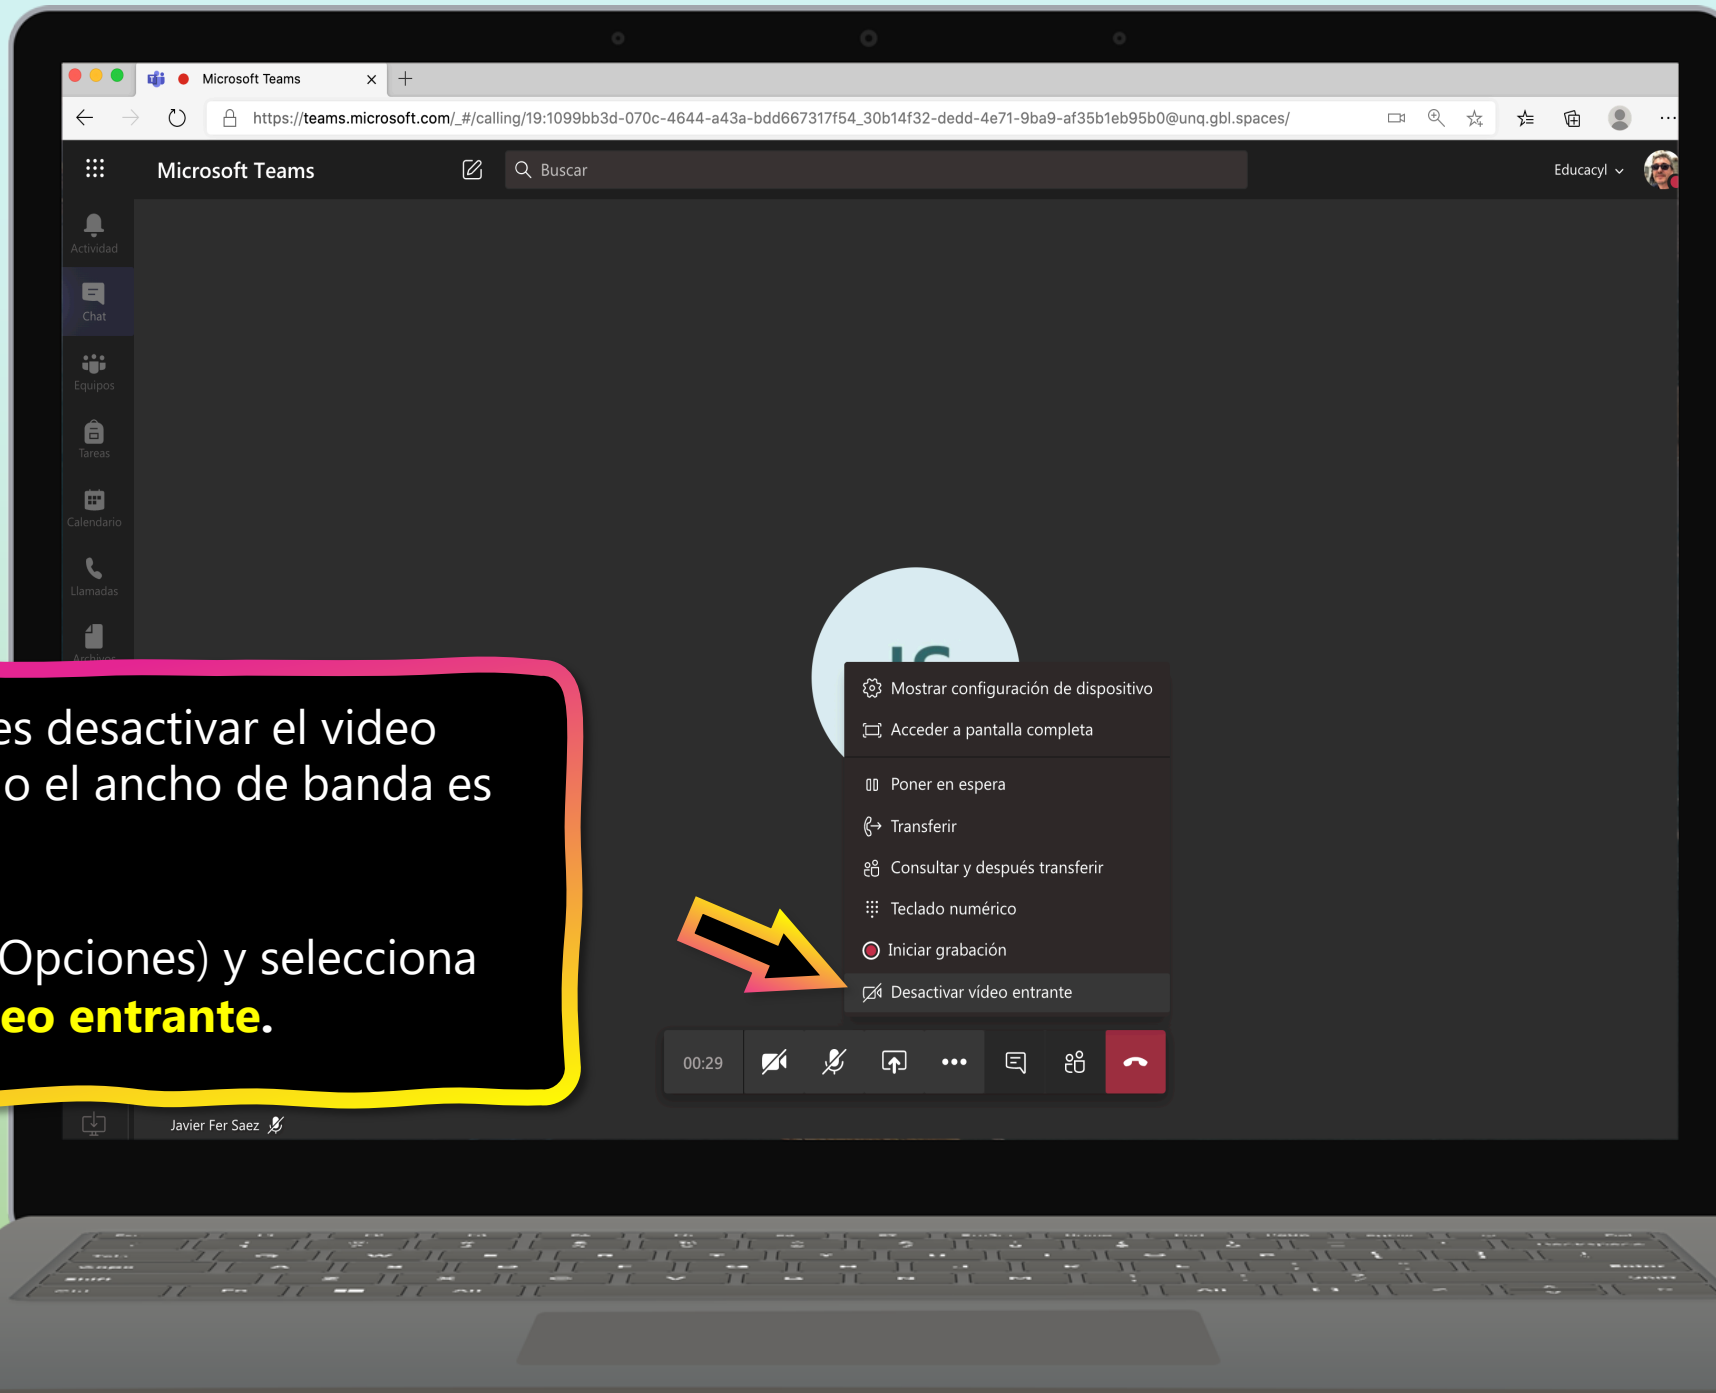 Microsoft Teams
https://teams.microsoft.com/_#/calling/19:1099bb3d-070c-4644-a43a-bdd667317f54_30b14f32-dedd-4e71-9ba9-af35b1eb95b0@unq.gbl.spaces/
Microsoft Teams
Buscar
Educacyl
Actividad
Chat
Equipos
Tareas
Calendario
Llamadas
Archivos
es desactivar el video
o el ancho de banda es
Opciones) y selecciona
eo entrante.
Mostrar configuración de dispositivo
Acceder a pantalla completa
Poner en espera
Transferir
Consultar y después transferir
Teclado numérico
Iniciar grabación
Desactivar vídeo entrante
00:29
Javier Fer Saez